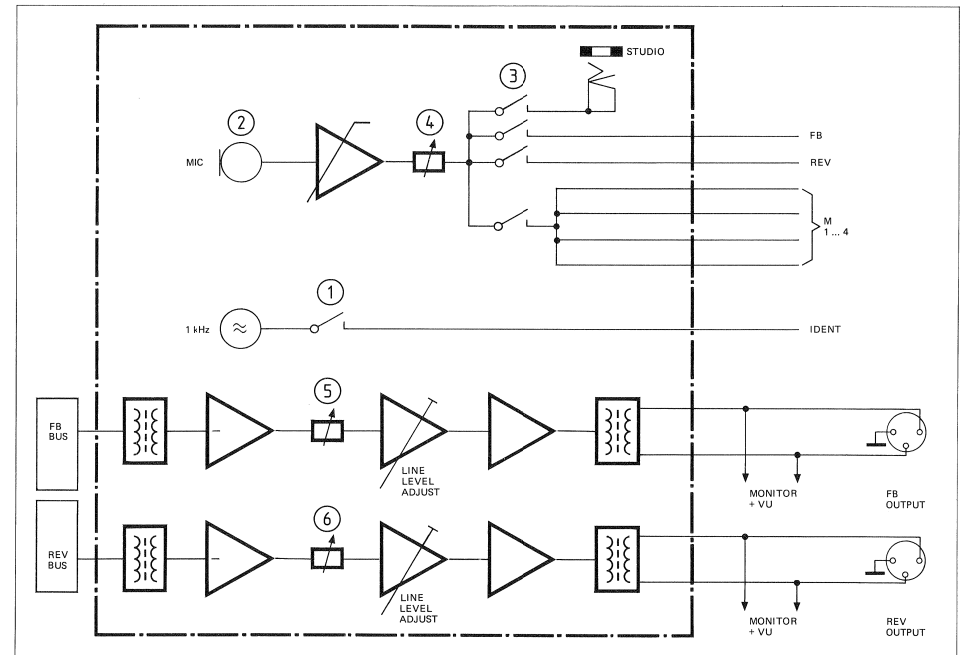 STUDIO
3
2
4
MIC
FB
REV
M
1 ... 4
1
1 kHz
≈
IDENT
5
FB
BUS
LINE
LEVEL
ADJUST
MONITOR
+ VU
FB
OUTPUT
6
REV
BUS
LINE
LEVEL
ADJUST
MONITOR
+ VU
REV
OUTPUT